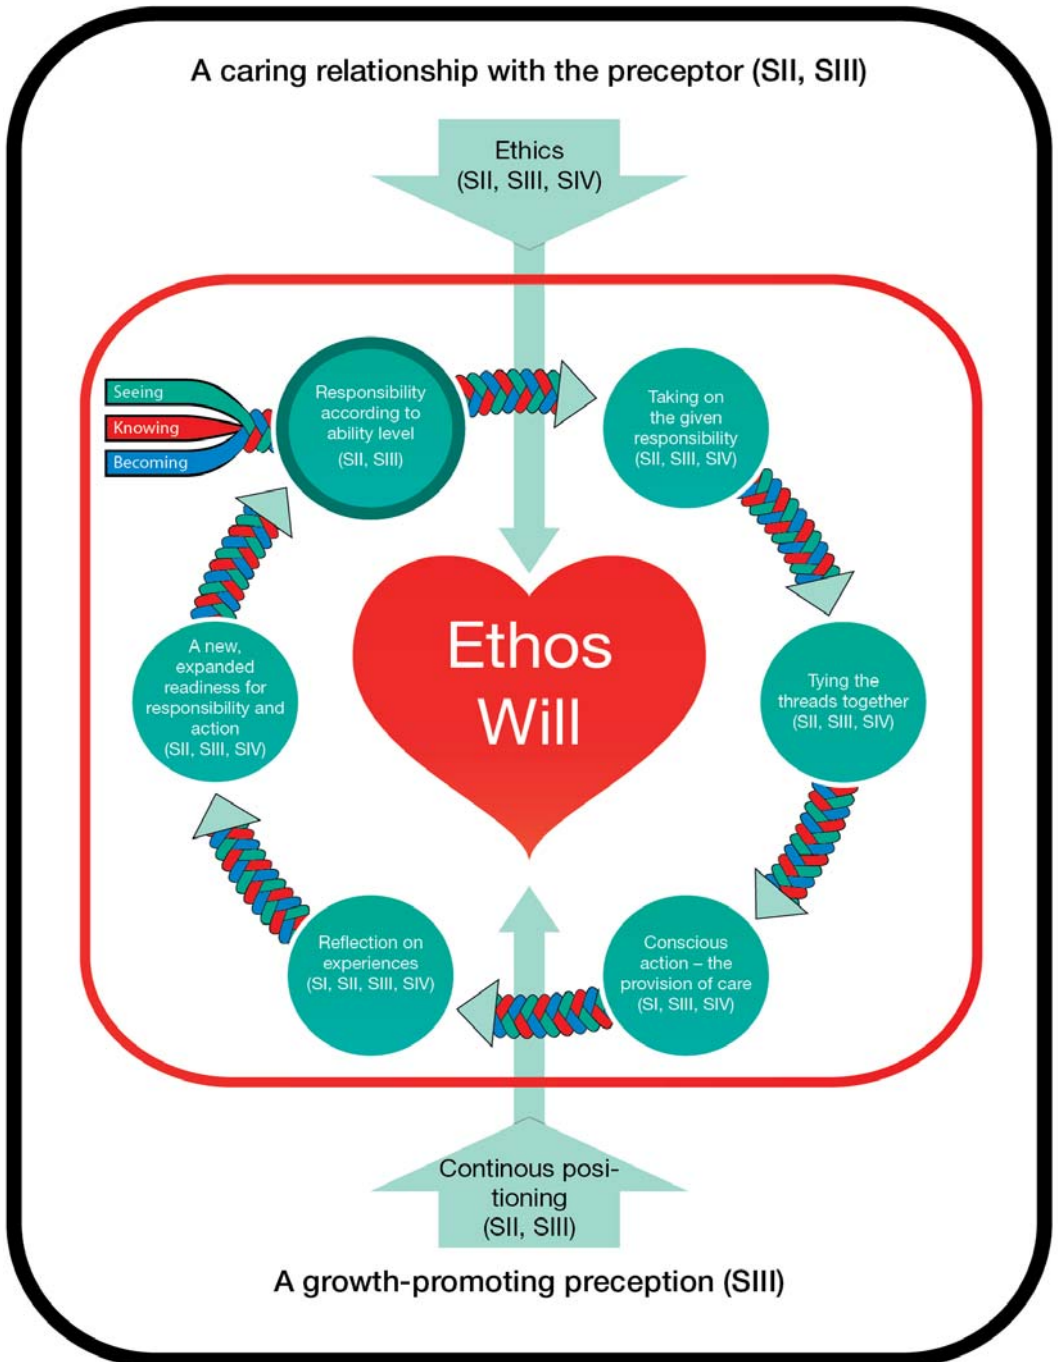 A caring relationship with the preceptor (SII, SIII)
Ethics
(SII, SIII, SIV)
Seeing
Knowing
Becoming
Responsibility
according to
ability level
(SII, SIII)
Taking on
the given
responsibility
(SII, SIII, SIV)
Tying the
threads together
(SII, SIII, SIV)
Conscious
action – the
provision of care
(SI, SIII, SIV)
Reflection on
experiences
(SI, SII, SIII, SIV)
A new,
expanded
readiness for
responsibility and
action
(SII, SIII, SIV)
Ethos
Will
Continous posi-
tioning
(SII, SIII)
A growth-promoting preception (SIII)